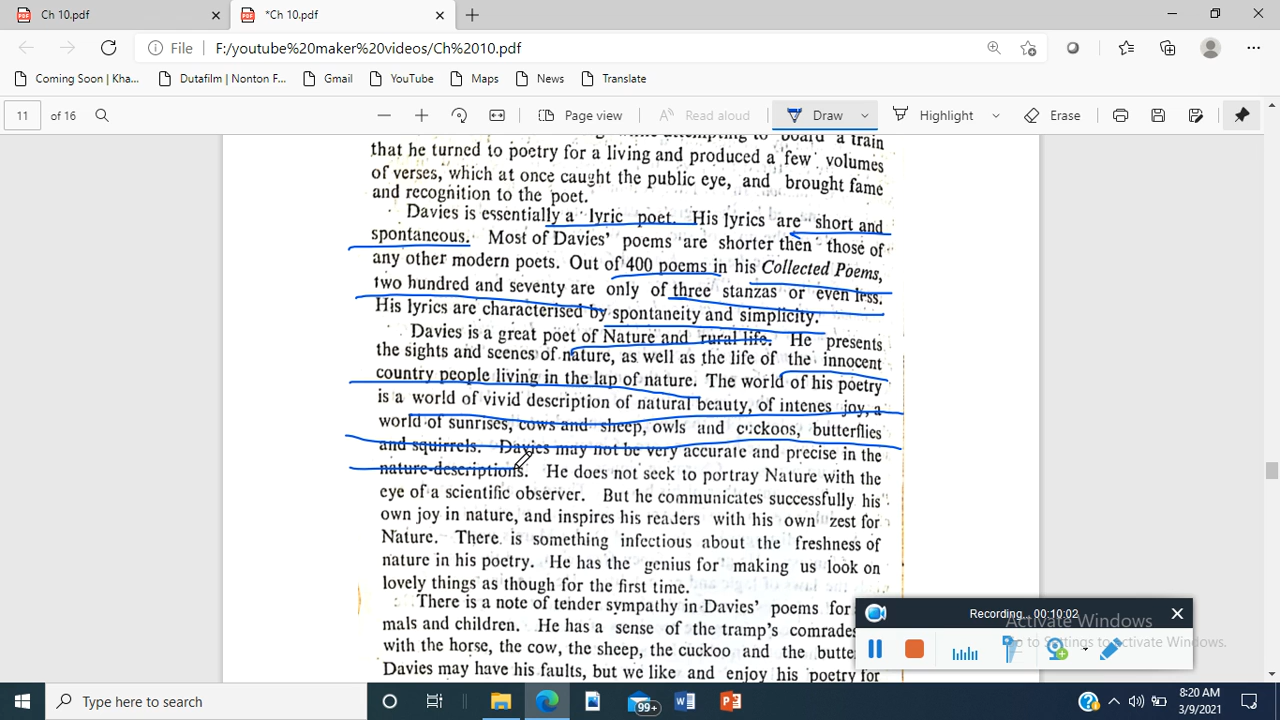 Ch 10.pdf
*Ch 10.pdf
File
F:/youtube%20maker%20videos/Ch%2010.pdf
Coming Soon | Kha...
Dutafilm | Nonton F...
Gmail
YouTube
Maps
News
Translate
11 of 16
Page view
Read aloud
Draw
Highlight
Erase
while attempting to board a train
that he turned to poetry for a living and produced a few volumes
of verses, which at once caught the public eye, and brought fame
and recognition to the poet.
Davies is essentially a lyric poet. His lyrics are short and
spontaneous. Most of Davies' poems are shorter then those of
any other modern poets. Out of 400 poems in his Collected Poems,
two hundred and seventy are only of three stanzas or even less.
His lyrics are characterised by spontaneity and simplicity.
Davies is a great poet of Nature and rural life. He presents
the sights and scenes of nature, as well as the life of the innocent
country people living in the lap of nature. The world of his poetry
is a world of vivid description of natural beauty, of intenes joy, a
world of sunrises, cows and sheep, owls and cuckoos, butterflies
and squirrels. Davies may not be very accurate and precise in the
nature-descriptions. He does not seek to portray Nature with the
eye of a scientific observer. But he communicates successfully his
own joy in nature, and inspires his readers with his own zest for
Nature. There is something infectious about the freshness of
nature in his poetry. He has the genius for making us look on
lovely things as though for the first time.
There is a note of tender sympathy in Davies' poems for
mals and children. He has a sense of the tramp's comrades
with the horse, the cow, the sheep, the cuckoo and the butte
Davies may have his faults, but we like and enjoy his poetry for
Recording... 00:10:02
Activate Windows
Go to Settings to activate Windows.
Type here to search
99+
8:20 AM
3/9/2021